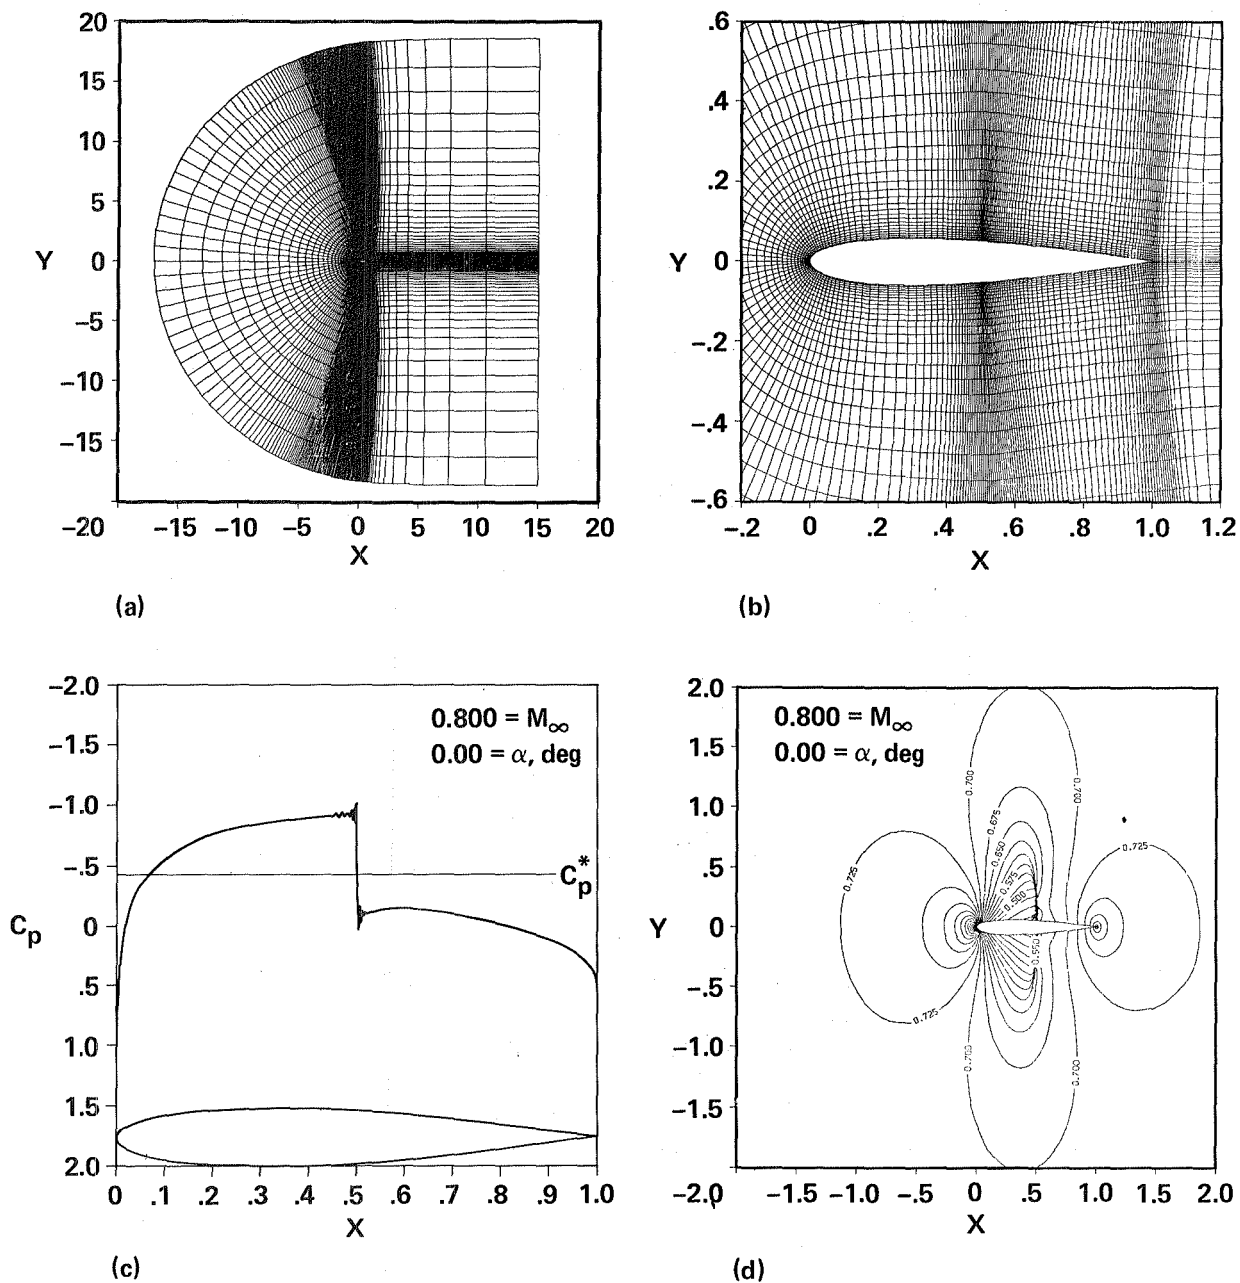 20
15
10
5
Y 0
−5
−10
−15
−20 −15 −10 −5 0 5 10 15 20
X
(a)
.6
.4
.2
Y 0
−.2
−.4
−.6
−.2 0 .2 .4 .6 .8 1.0 1.2
X
(b)
−2.0
−1.5
−1.0
−.5
0
.5
1.0
1.5
2.0
Cp
0.800 = M∞
0.00 = α, deg
Cp*
0 .1 .2 .3 .4 .5 .6 .7 .8 .9 1.0
X
(c)
2.0
1.5
1.0
.5
Y 0
−.5
−1.0
−1.5
−2.0 −1.5 −1.0 −.5 0 .5 1.0 1.5 2.0
X
0.800 = M∞
0.00 = α, deg
0.700
0.700
0.675
0.650
0.575
0.500
0.725
0.725
0.725
0.550
0.700
0.700
(d)